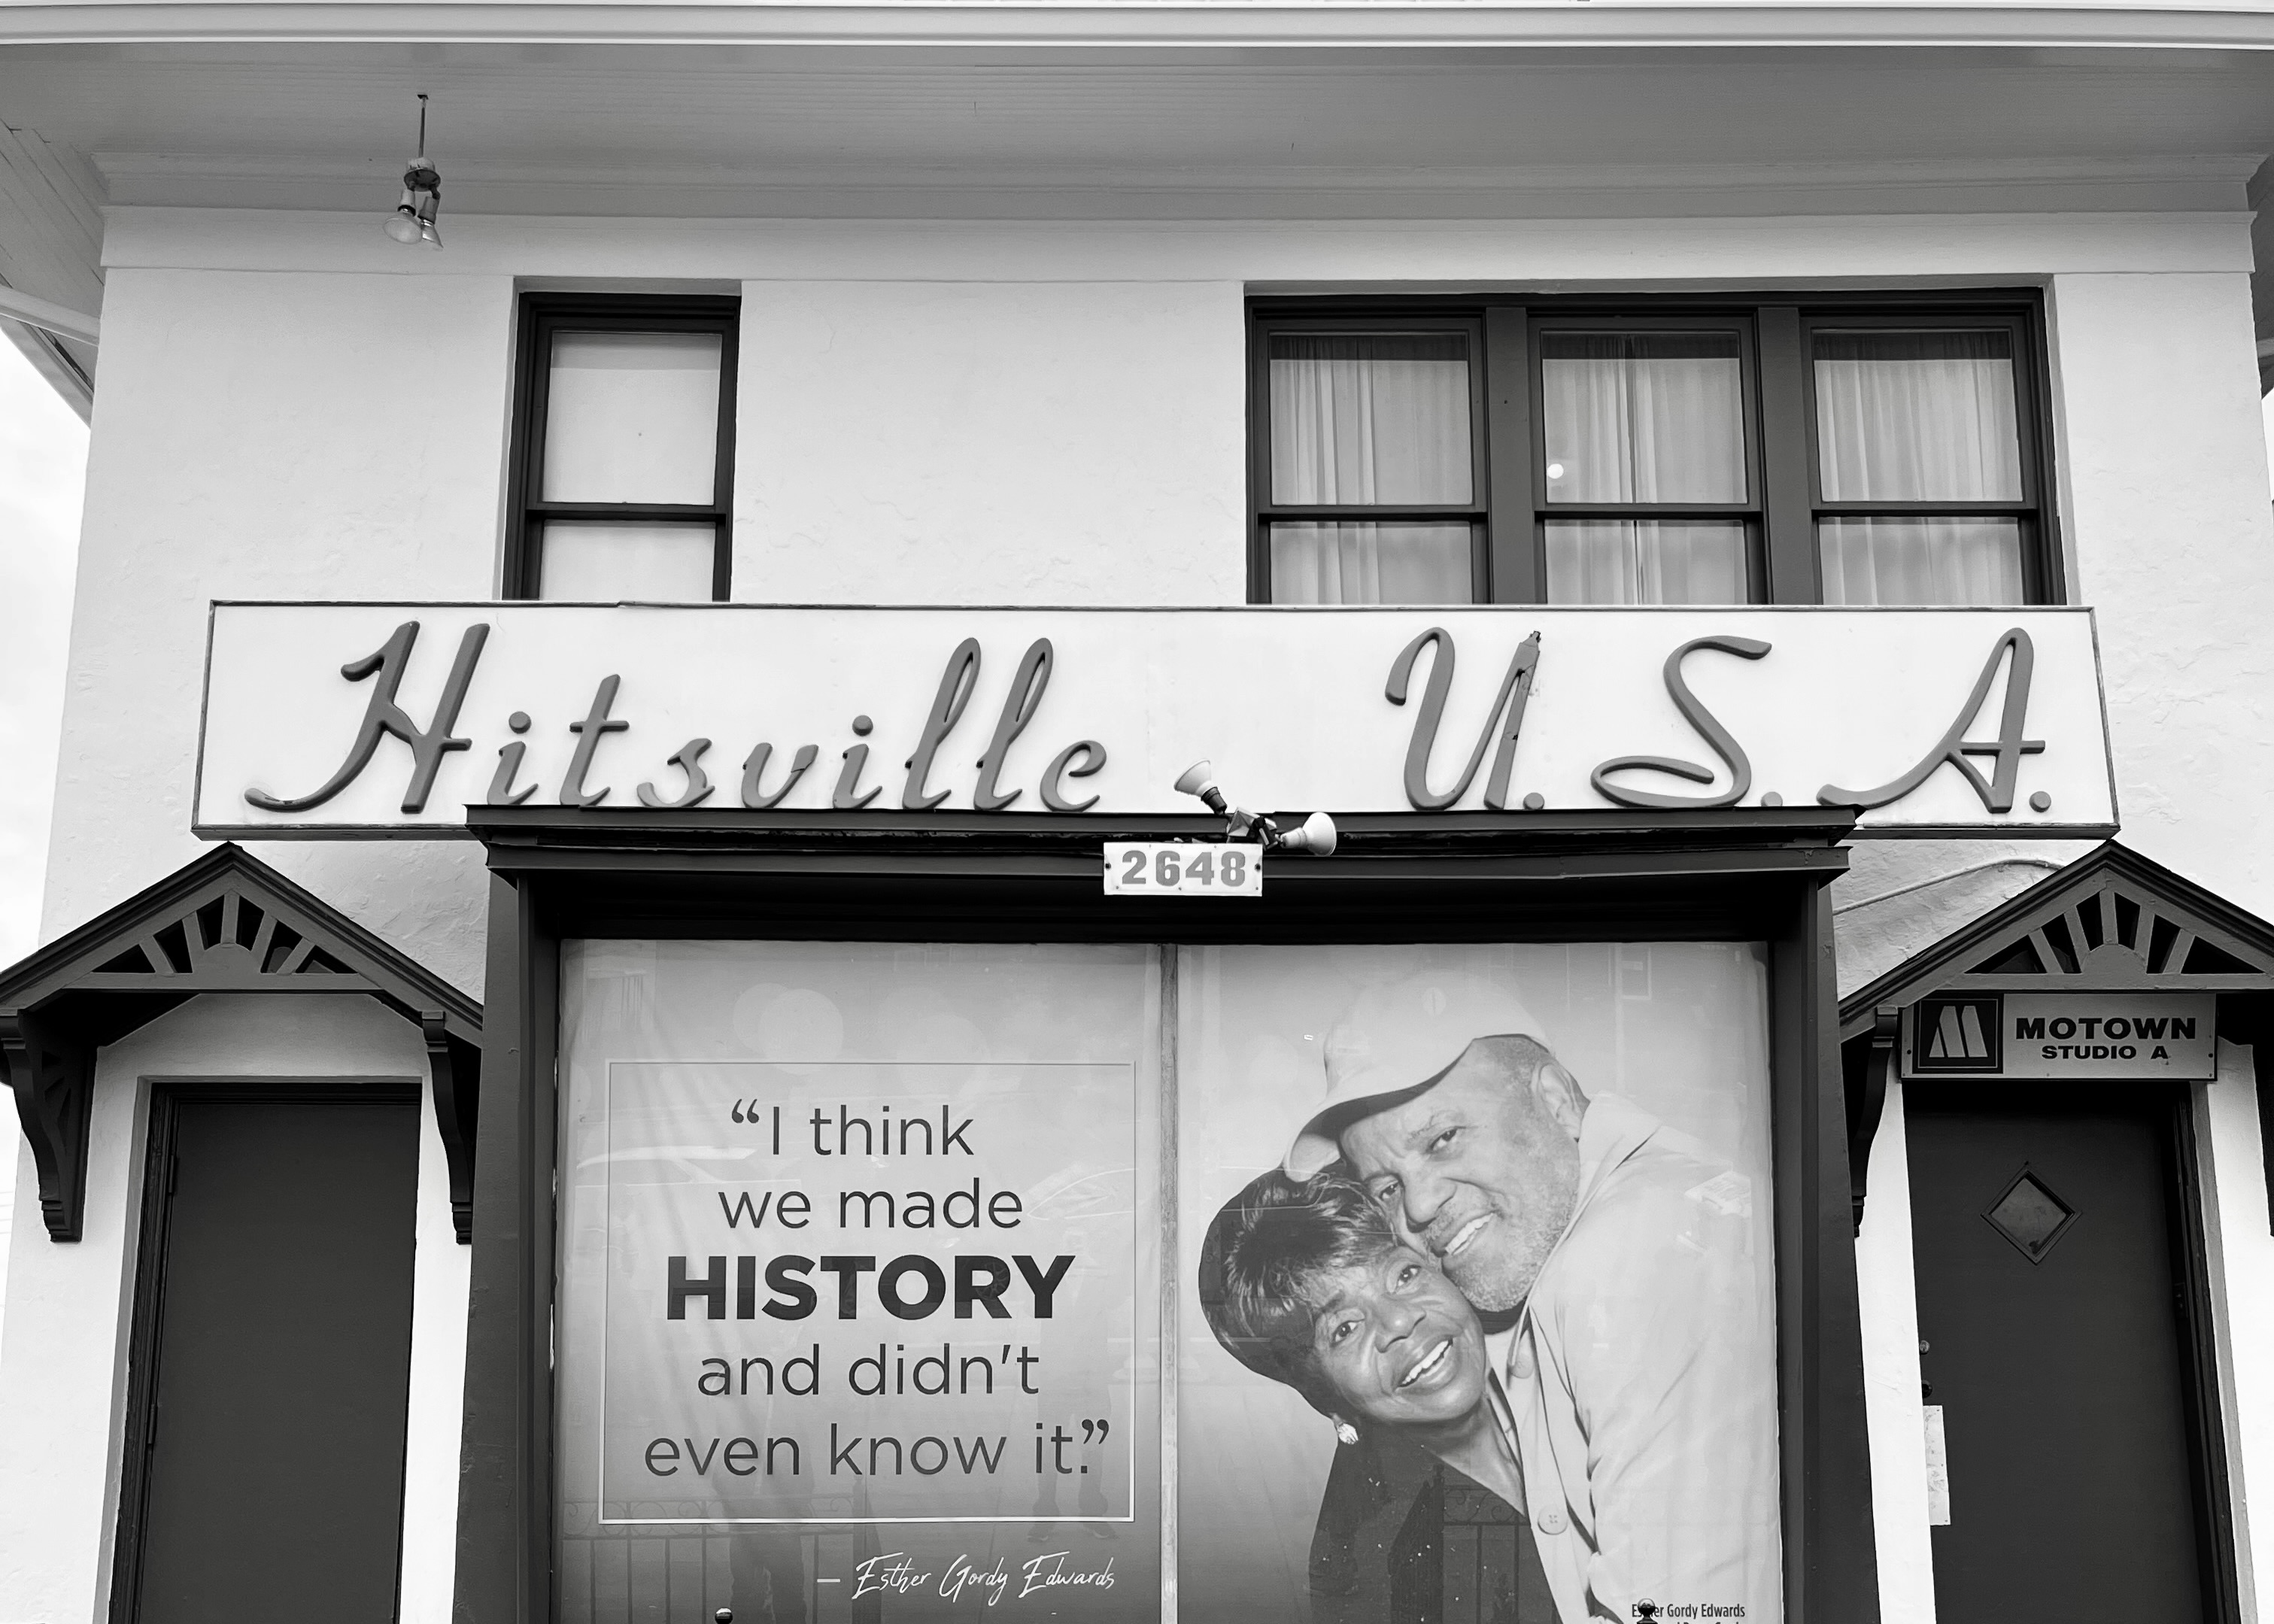 Hitsville U.S.A.
2648
MOTOWN
STUDIO A
“I think
we made
HISTORY
and didn't
even know it.”
— Esther Gordy Edwards
Esther Gordy Edwards